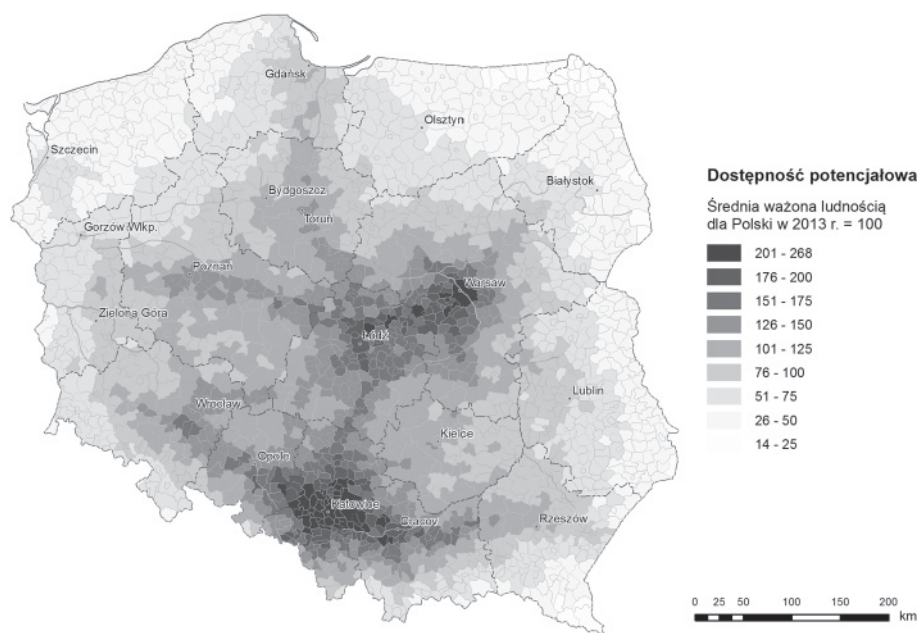 Gdańsk
Olsztyn
Szczecin
Białystok
Bydgoszcz
Toruń
Gorzów Wlkp.
Poznań
Warsaw
Zielona Góra
Łódź
Lublin
Wrocław
Kielce
Opole
Katowice
Cracow
Rzeszów
Dostępność potencjałowa
Średnia ważona ludnością
dla Polski w 2013 r. = 100
201 - 268
176 - 200
151 - 175
126 - 150
101 - 125
76 - 100
51 - 75
26 - 50
14 - 25
0 25 50 100 150 200
km